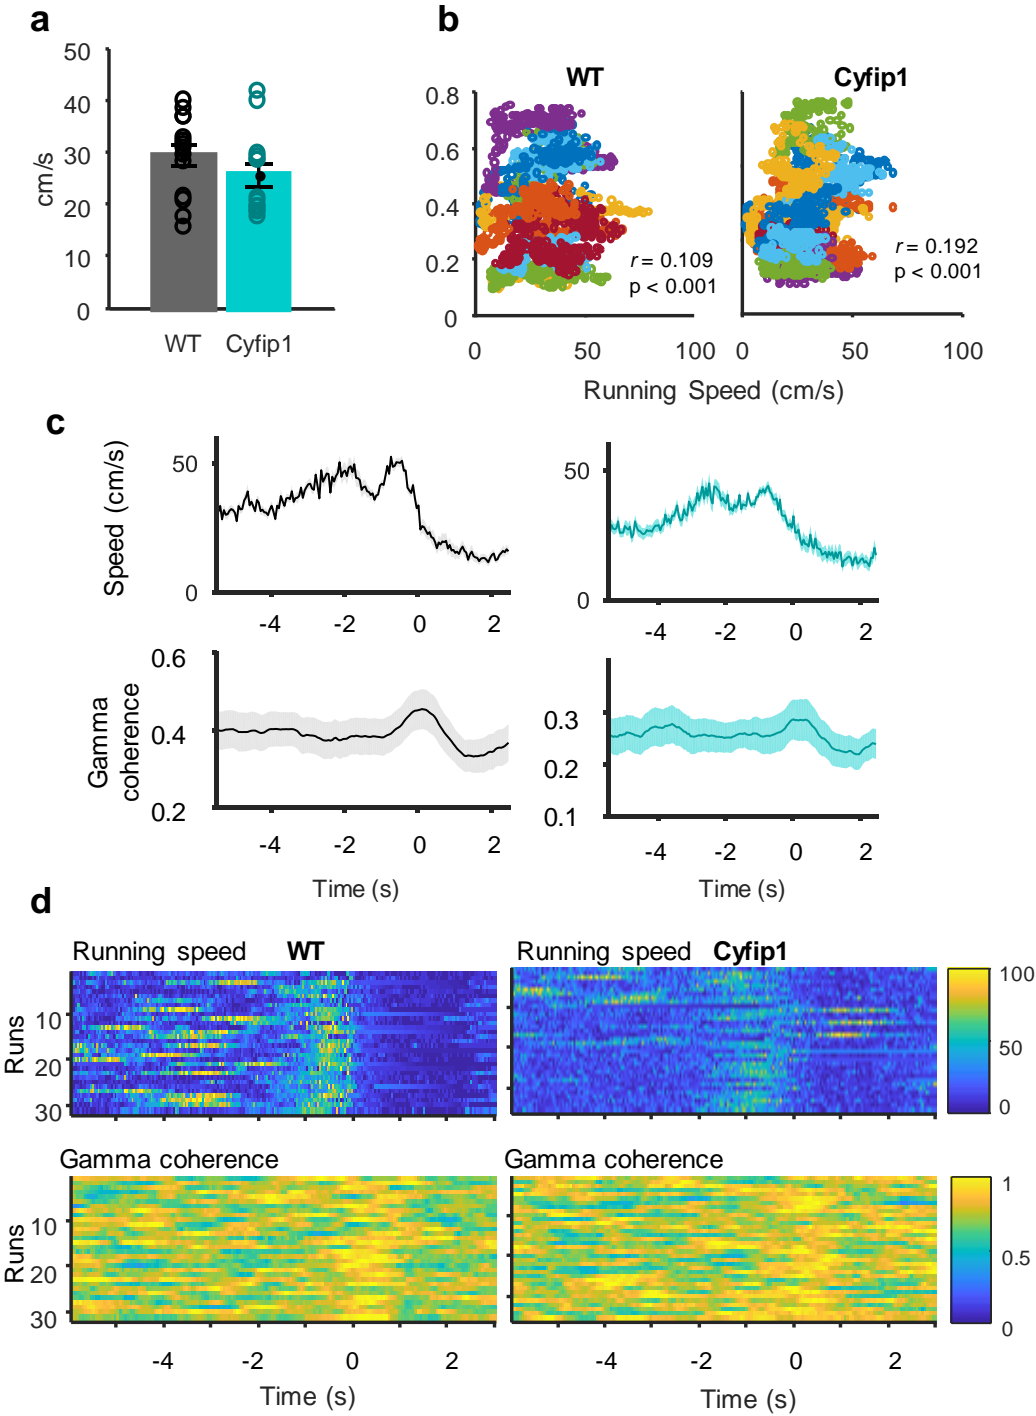 a
50
40
30
20
10
0
cm/s
WT Cyfip1
b
WT Cyfip1
0.8
0.6
0.4
0.2
0
r = 0.109
p < 0.001
r = 0.192
p < 0.001
0 50 100 0 50 100
Running Speed (cm/s)
c
Speed (cm/s)
50
0
-4 -2 0 2
50
0
-4 -2 0 2
Gamma
coherence
0.6
0.4
0.2
-4 -2 0 2
Time (s)
0.3
0.2
0.1
-4 -2 0 2
Time (s)
d
Running speed WT
Running speed Cyfip1
Runs
10
20
30
100
50
0
Gamma coherence
Gamma coherence
Runs
10
20
30
1
0.5
0
-4 -2 0 2
Time (s)
-4 -2 0 2
Time (s)